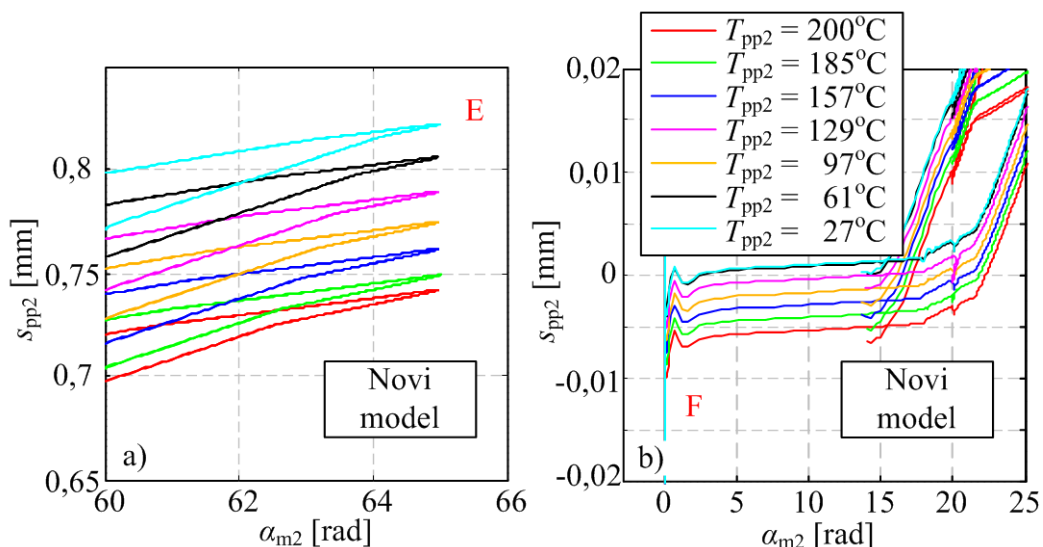 E
0,8
0,75
0,7
0,65
s_pp2 [mm]
Novi
model
a)
60 62 64 66
α_m2 [rad]
T_pp2 = 200°C
T_pp2 = 185°C
T_pp2 = 157°C
T_pp2 = 129°C
T_pp2 = 97°C
T_pp2 = 61°C
T_pp2 = 27°C
0,02
0,01
0
-0,01
-0,02
s_pp2 [mm]
F
Novi
model
b)
0 5 10 15 20 25
α_m2 [rad]